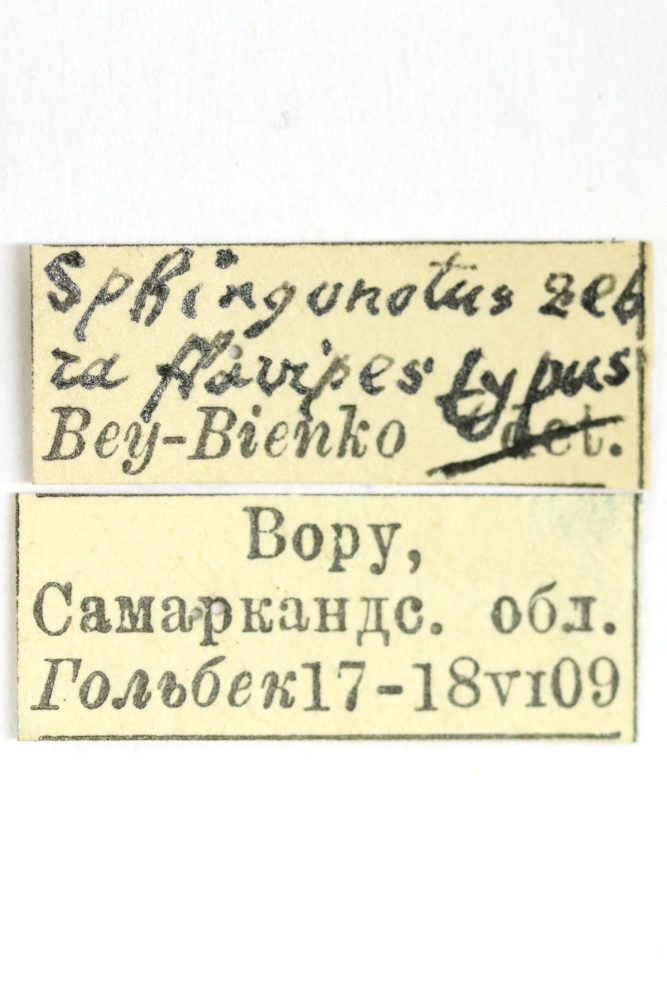 Sphingonotus zeb
ra flavipes typus
Bey-Bienko det.
Вору,
Самаркандс. обл.
Гольбек 17-18 VI 09